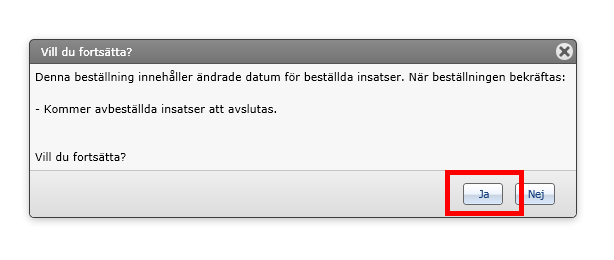 Vill du fortsätta?
Denna beställning innehåller ändrade datum för beställda insatser. När beställningen bekräftas:
- Kommer avbeställda insatser att avslutas.
Vill du fortsätta?
Ja Nej